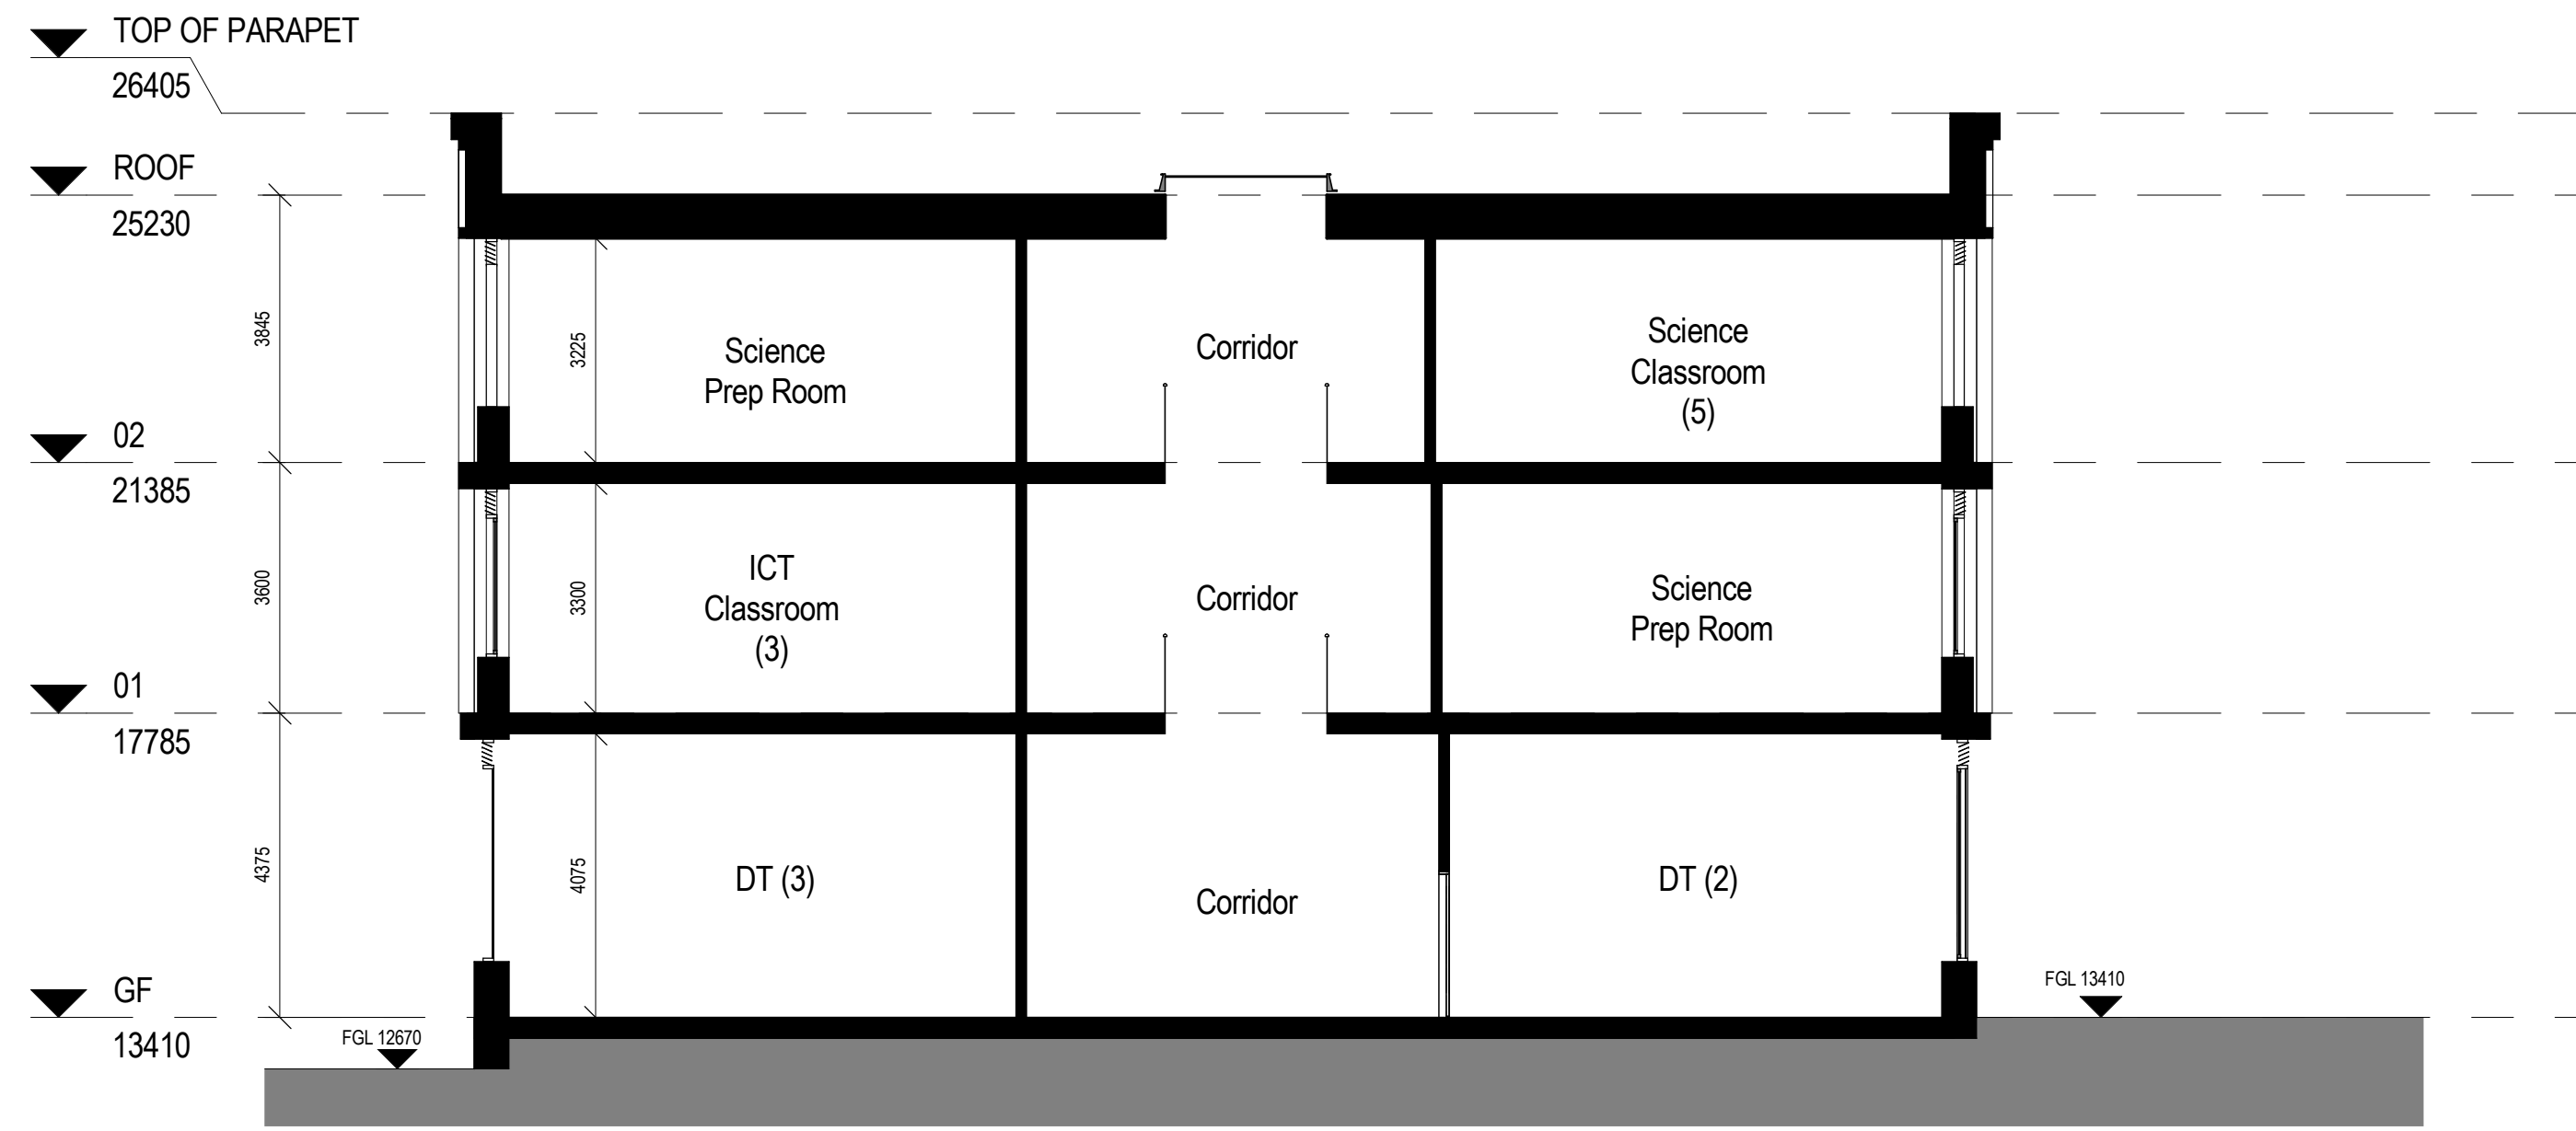 TOP OF PARAPET
26405
ROOF
25230
3845
3225
Science
Prep Room
Corridor
Science
Classroom
(5)
02
21385
3600
3300
ICT
Classroom
(3)
Corridor
Science
Prep Room
01
17785
4375
4075
DT (3)
Corridor
DT (2)
GF
13410
FGL 12670
FGL 13410